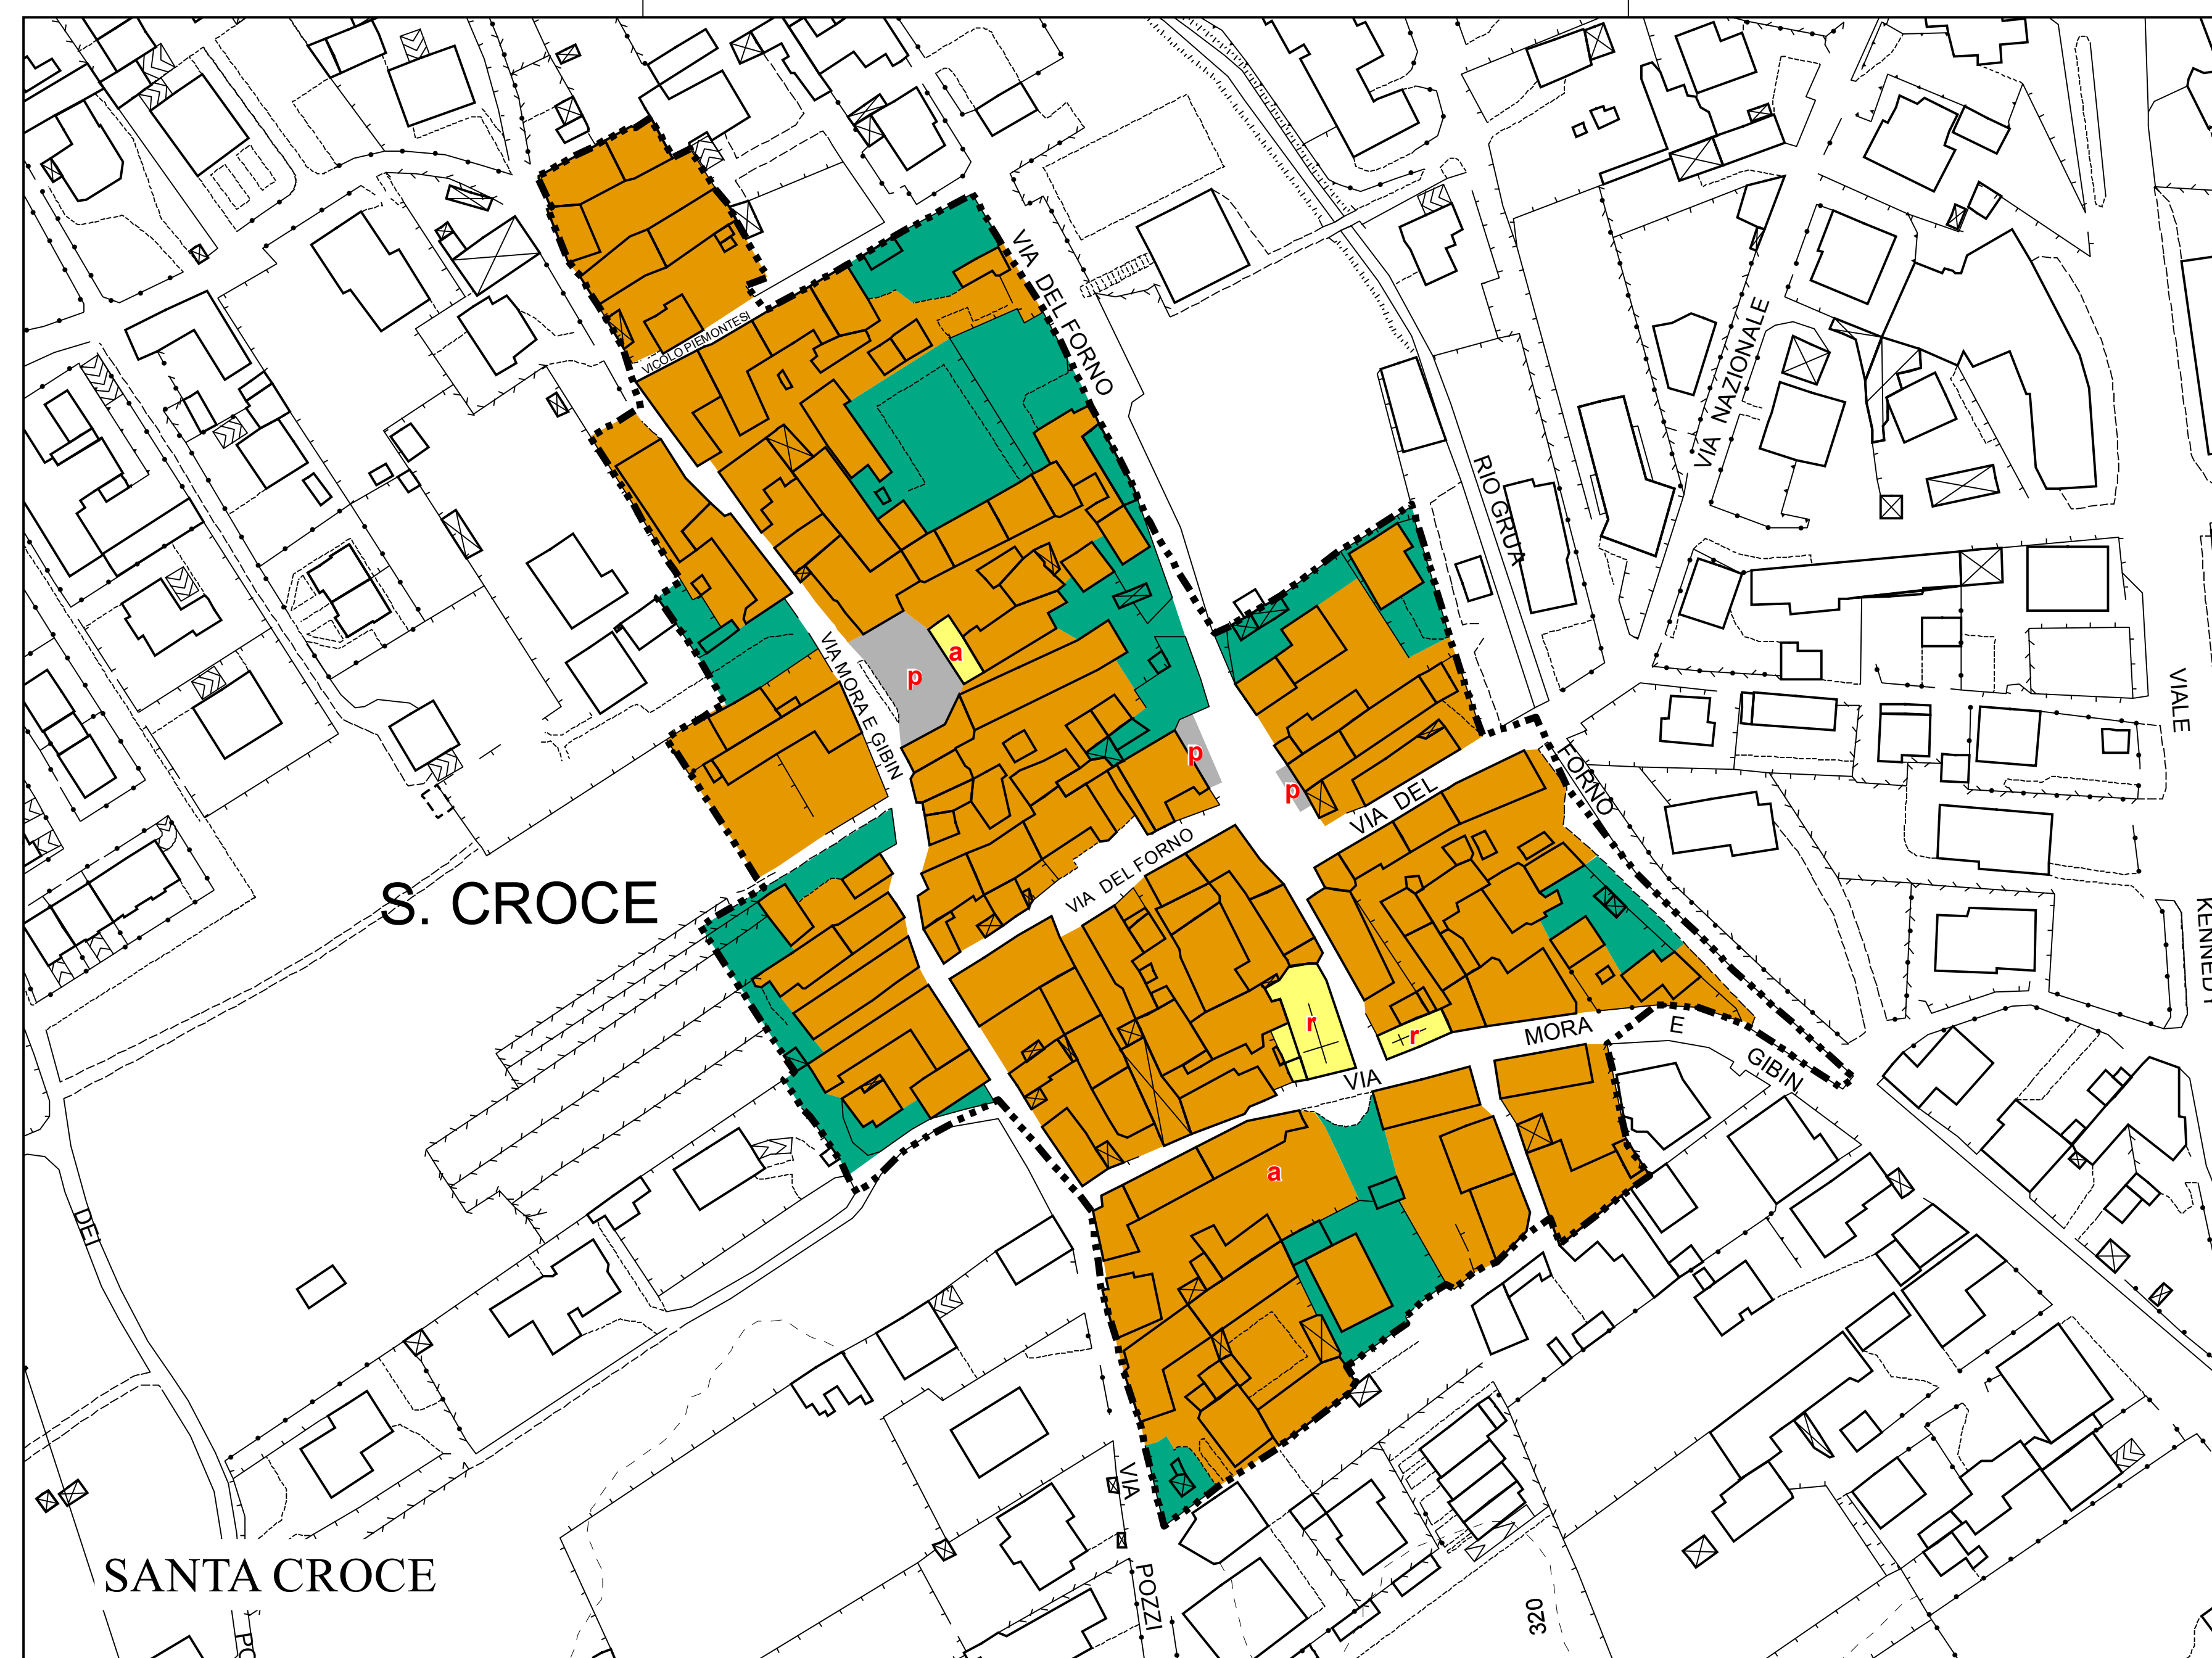 VIA DEL FORNO
VICOLO PIEMONTESI
VIA NAZIONALE
RIO GRUA
VIA MORA E GIBIN
a
p
VIALE
p
p
VIA DEL
FORNO
VIA DEL FORNO
S. CROCE
KENNEDY
r
r
MORA
E
GIBIN
VIA
a
DEI
VIA
POZZI
SANTA CROCE
320
PO